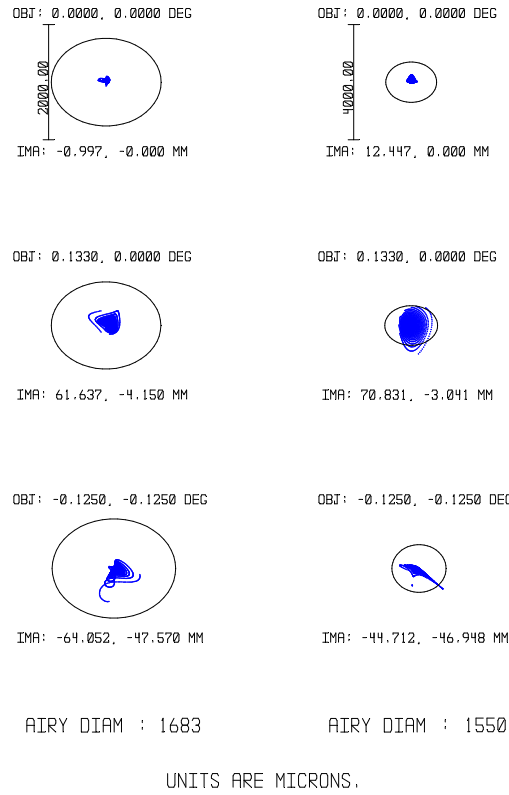 OBJ: 0.0000, 0.0000 DEG
OBJ: 0.0000, 0.0000 DEG
2000.00
4000.00
IMA: -0.997, -0.000 MM
IMA: 12.447, 0.000 MM
OBJ: 0.1330, 0.0000 DEG
OBJ: 0.1330, 0.0000 DEG
IMA: 61.637, -4.150 MM
IMA: 70.831, -3.041 MM
OBJ: -0.1250, -0.1250 DEG
OBJ: -0.1250, -0.1250 DEG
IMA: -64.052, -47.570 MM
IMA: -44.712, -46.948 MM
AIRY DIAM : 1683
AIRY DIAM : 1550
UNITS ARE MICRONS.